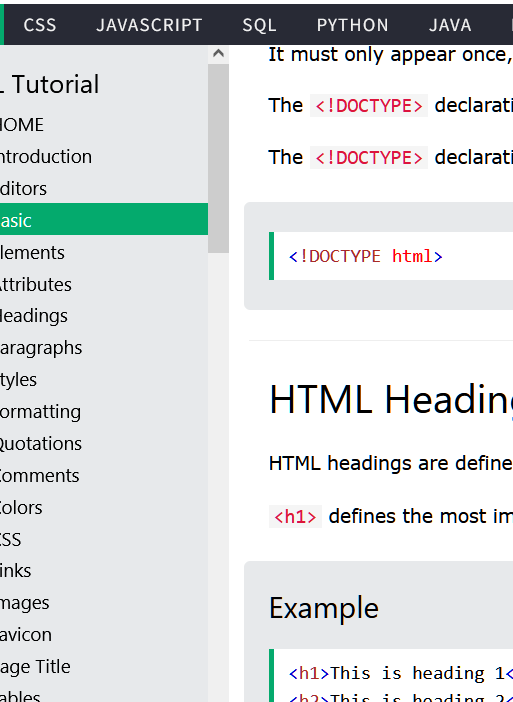 CSS JAVASCRIPT SQL PYTHON JAVA
L Tutorial
HOME
ntroduction
ditors
asic
lements
ttributes
eadings
aragraphs
tyles
ormatting
uotations
omments
olors
SS
inks
mages
avicon
age Title
ables
It must only appear once,
The <!DOCTYPE> declarati
The <!DOCTYPE> declarati
<!DOCTYPE html>
HTML Heading
HTML headings are define
<h1> defines the most im
Example
<h1>This is heading 1<
<h2>This is heading 2<